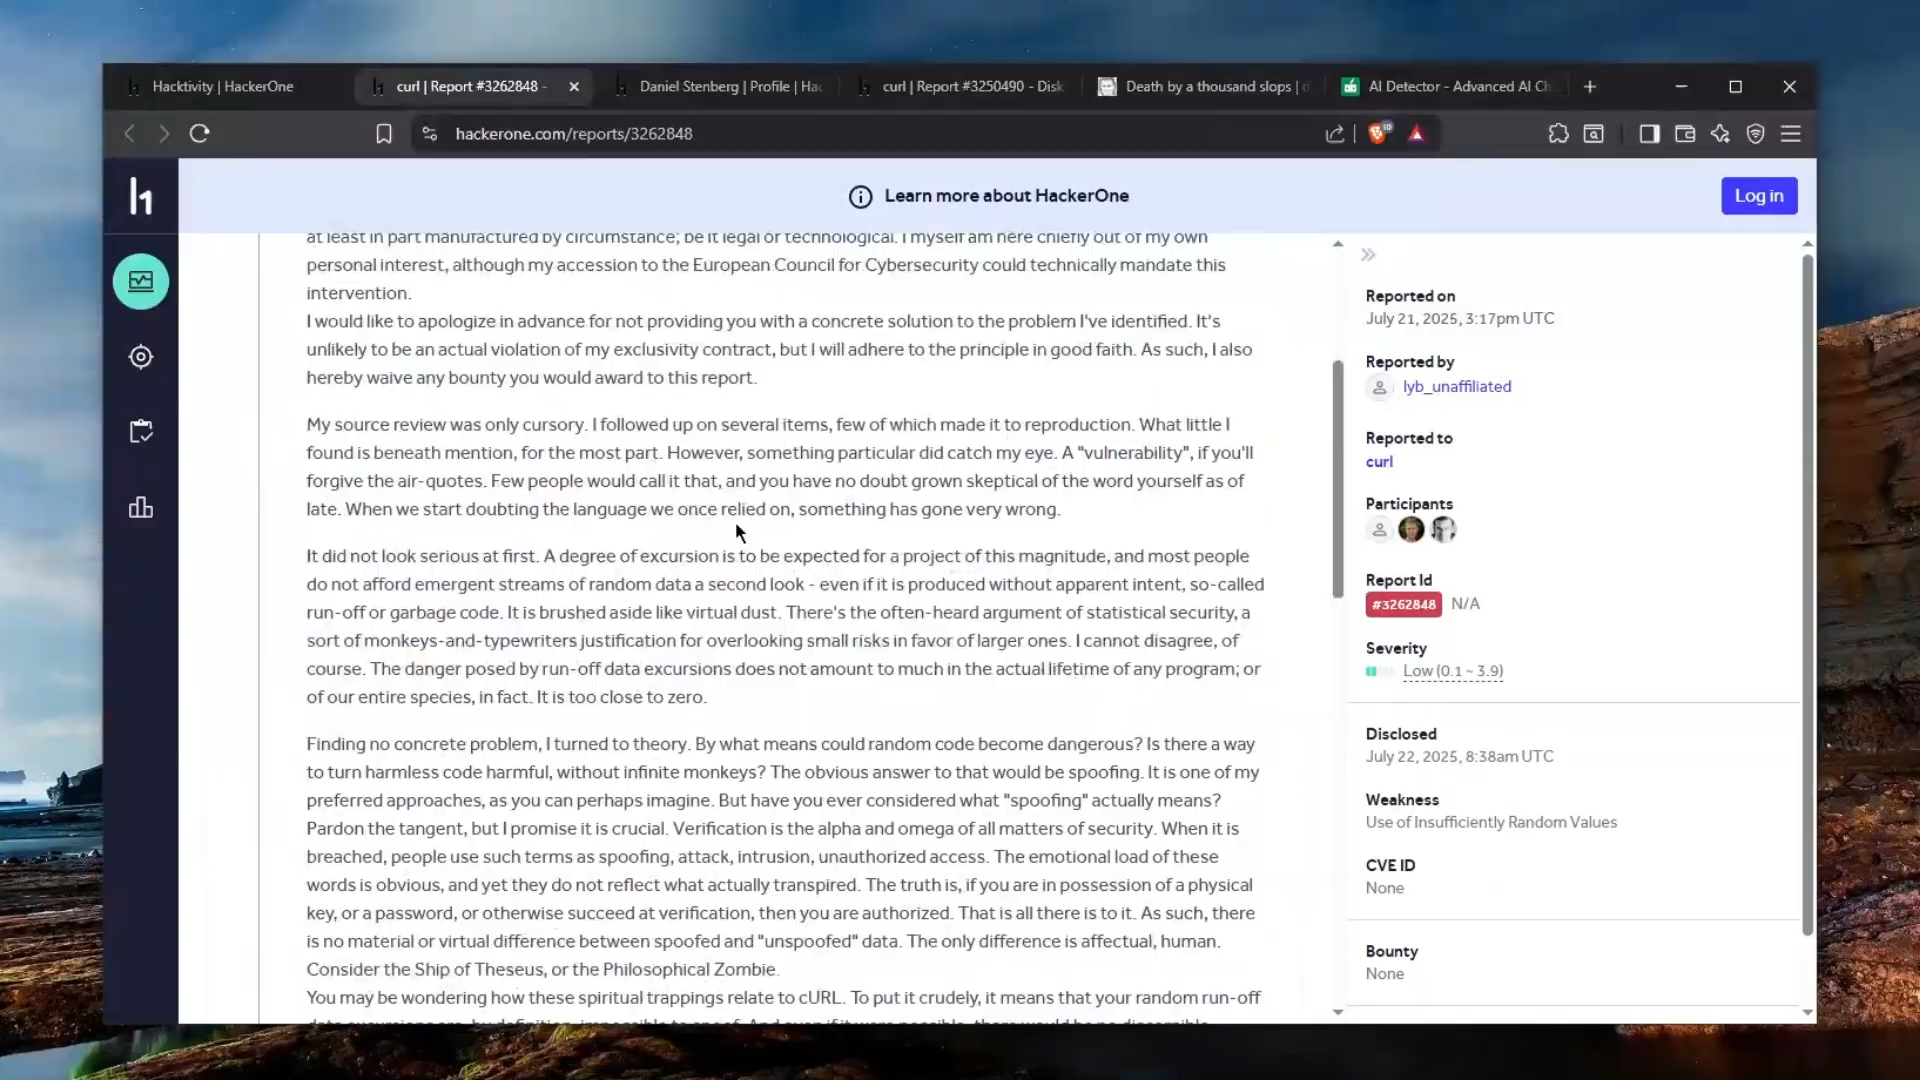 Hacktivity | HackerOne
curl | Report #3262848 -
Daniel Stenberg | Profile | Hac
curl | Report #3250490 - Disk
Death by a thousand slops | d
AI Detector - Advanced AI Ch
hackerone.com/reports/3262848
Learn more about HackerOne
Log in
at least in part manufactured by circumstance; be it legal or technological. I myself am here chiefly out of my own
personal interest, although my accession to the European Council for Cybersecurity could technically mandate this
intervention.
I would like to apologize in advance for not providing you with a concrete solution to the problem I've identified. It's
unlikely to be an actual violation of my exclusivity contract, but I will adhere to the principle in good faith. As such, I also
hereby waive any bounty you would award to this report.
My source review was only cursory. I followed up on several items, few of which made it to reproduction. What little I
found is beneath mention, for the most part. However, something particular did catch my eye. A "vulnerability", if you'll
forgive the air-quotes. Few people would call it that, and you have no doubt grown skeptical of the word yourself as of
late. When we start doubting the language we once relied on, something has gone very wrong.
It did not look serious at first. A degree of excursion is to be expected for a project of this magnitude, and most people
do not afford emergent streams of random data a second look - even if it is produced without apparent intent, so-called
run-off or garbage code. It is brushed aside like virtual dust. There's the often-heard argument of statistical security, a
sort of monkeys-and-typewriters justification for overlooking small risks in favor of larger ones. I cannot disagree, of
course. The danger posed by run-off data excursions does not amount to much in the actual lifetime of any program; or
of our entire species, in fact. It is too close to zero.
Finding no concrete problem, I turned to theory. By what means could random code become dangerous? Is there a way
to turn harmless code harmful, without infinite monkeys? The obvious answer to that would be spoofing. It is one of my
preferred approaches, as you can perhaps imagine. But have you ever considered what "spoofing" actually means?
Pardon the tangent, but I promise it is crucial. Verification is the alpha and omega of all matters of security. When it is
breached, people use such terms as spoofing, attack, intrusion, unauthorized access. The emotional load of these
words is obvious, and yet they do not reflect what actually transpired. The truth is, if you are in possession of a physical
key, or a password, or otherwise succeed at verification, then you are authorized. That is all there is to it. As such, there
is no material or virtual difference between spoofed and "unspoofed" data. The only difference is affectual, human.
Consider the Ship of Theseus, or the Philosophical Zombie.
You may be wondering how these spiritual trappings relate to cURL. To put it crudely, it means that your random run-off
Reported on
July 21, 2025, 3:17pm UTC
Reported by
lyb_unaffiliated
Reported to
curl
Participants
Report Id
#3262848 N/A
Severity
Low (0.1 ~ 3.9)
Disclosed
July 22, 2025, 8:38am UTC
Weakness
Use of Insufficiently Random Values
CVE ID
None
Bounty
None